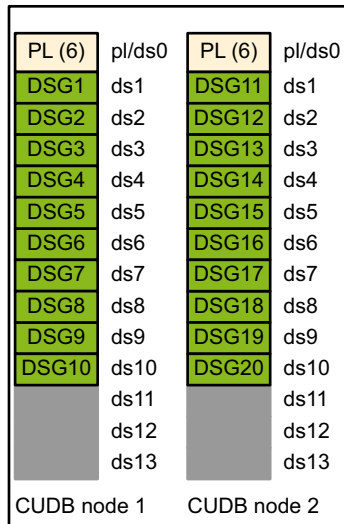 PL (6) pl/ds0 PL (6) pl/ds0
DSG1 ds1 DSG11 ds1
DSG2 ds2 DSG12 ds2
DSG3 ds3 DSG13 ds3
DSG4 ds4 DSG14 ds4
DSG5 ds5 DSG15 ds5
DSG6 ds6 DSG16 ds6
DSG7 ds7 DSG17 ds7
DSG8 ds8 DSG18 ds8
DSG9 ds9 DSG19 ds9
DSG10 ds10 DSG20 ds10
ds11 ds11
ds12 ds12
ds13 ds13
CUDB node 1 CUDB node 2